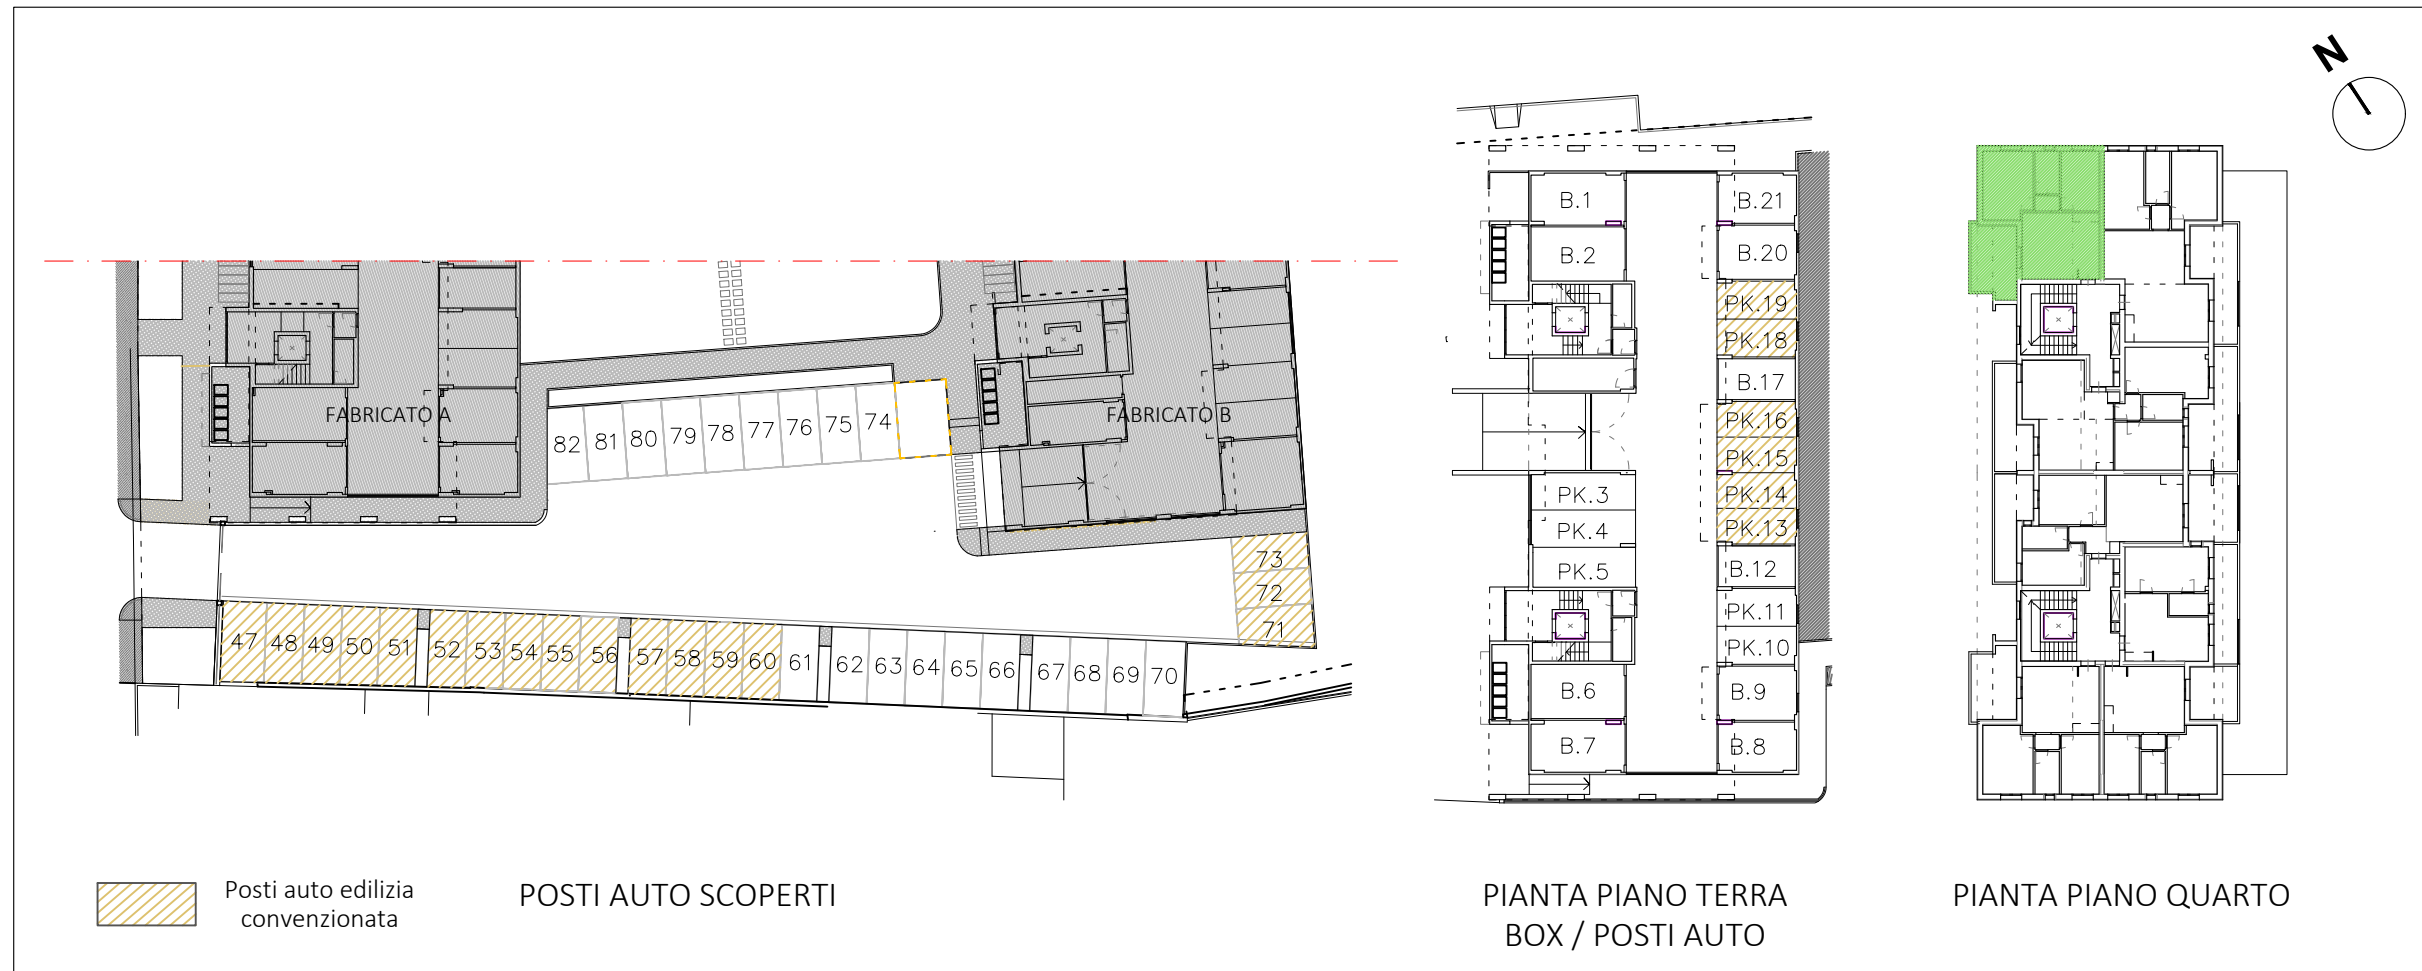 N
FABRICATO A
FABRICATO B
82 81 80 79 78 77 76 75 74
73
72
71
47 48 49 50 51 52 53 54 55 56 57 58 59 60 61 62 63 64 65 66 67 68 69 70
B.1 B.21
B.2 B.20
PK.19
PK.18
B.17
PK.16
PK.15
PK.3 PK.14
PK.4 PK.13
PK.5 B.12
PK.11
PK.10
B.6 B.9
B.7 B.8
Posti auto edilizia
convenzionata
POSTI AUTO SCOPERTI
PIANTA PIANO TERRA
BOX / POSTI AUTO
PIANTA PIANO QUARTO